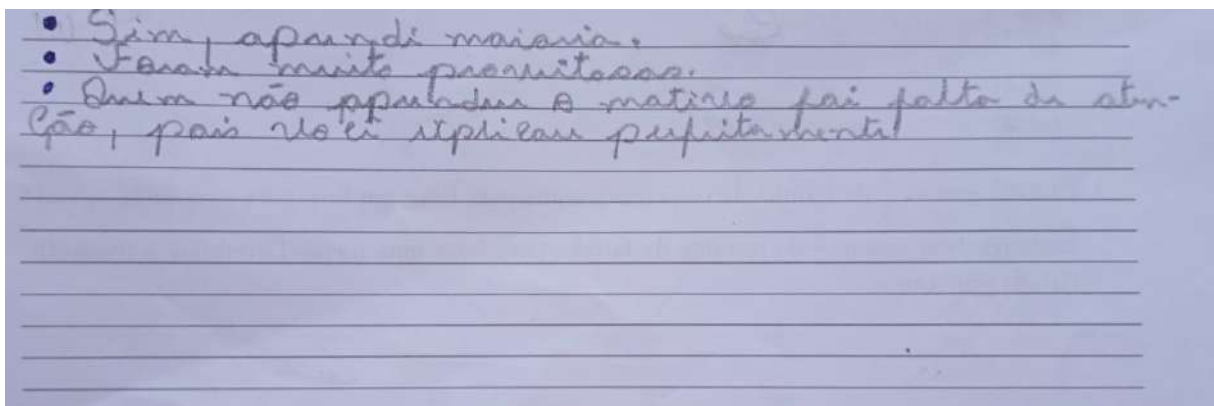 • Sim, aprendi maioria.
• Foram muito proveitosas.
• Quem não aprendeu a matéria foi falta de aten-
ção, pois você explicou perfeitamente!